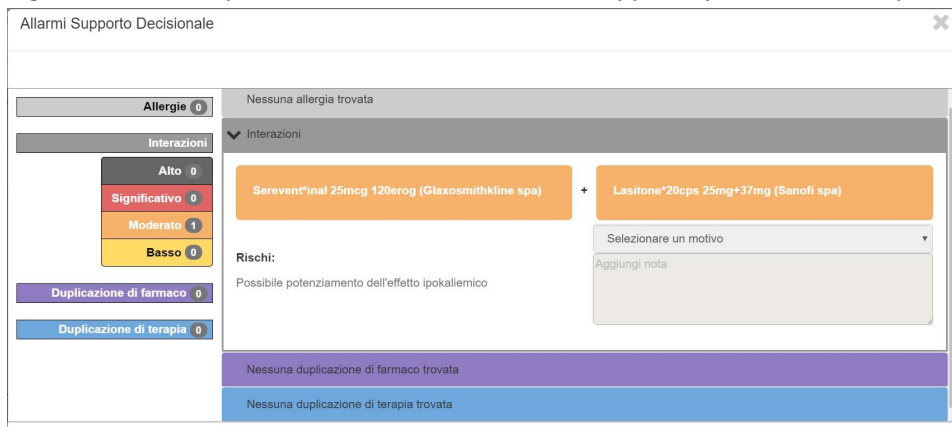 Allarmi Supporto Decisionale
Allergie 0
Nessuna allergia trovata
Interazioni
Alto 0
Significativo 0
Moderato 1
Basso 0
Interazioni
Serevent*inal 25mcg 120erog (Glaxosmithkline spa) + Lasitone*20cps 25mg+37mg (Sanofi spa)
Rischi:
Possibile potenziamento dell'effetto ipokaliemico
Selezionare un motivo
Aggiungi nota
Duplicazione di farmaco 0
Duplicazione di terapia 0
Nessuna duplicazione di farmaco trovata
Nessuna duplicazione di terapia trovata